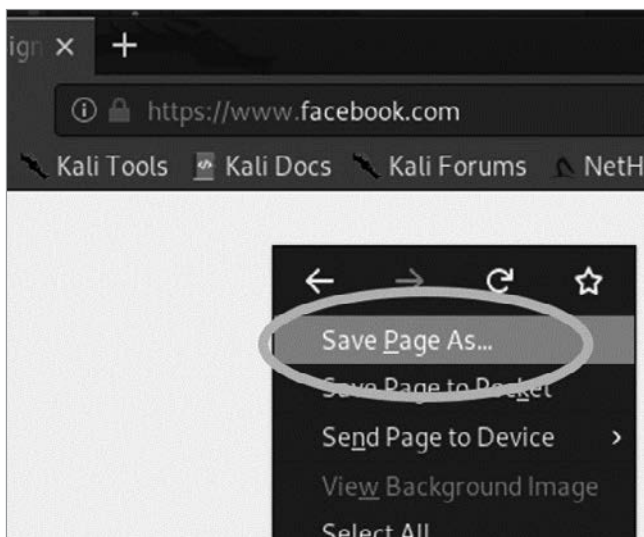 ign
https://www.facebook.com
Kali Tools Kali Docs Kali Forums NetH
Save Page As...
Save Page to Pocket
Send Page to Device
View Background Image
Select All